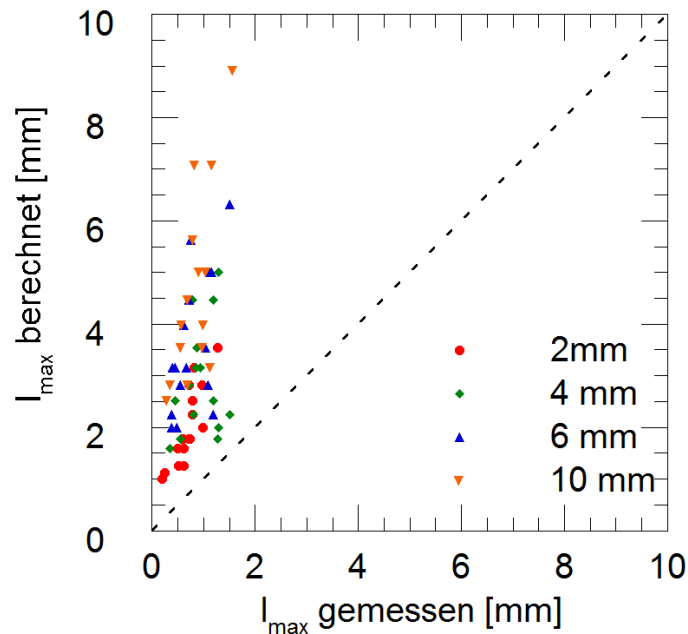 10
8
6
4
2
0
l_max berechnet [mm]
2mm
4 mm
6 mm
10 mm
0 2 4 6 8 10
l_max gemessen [mm]